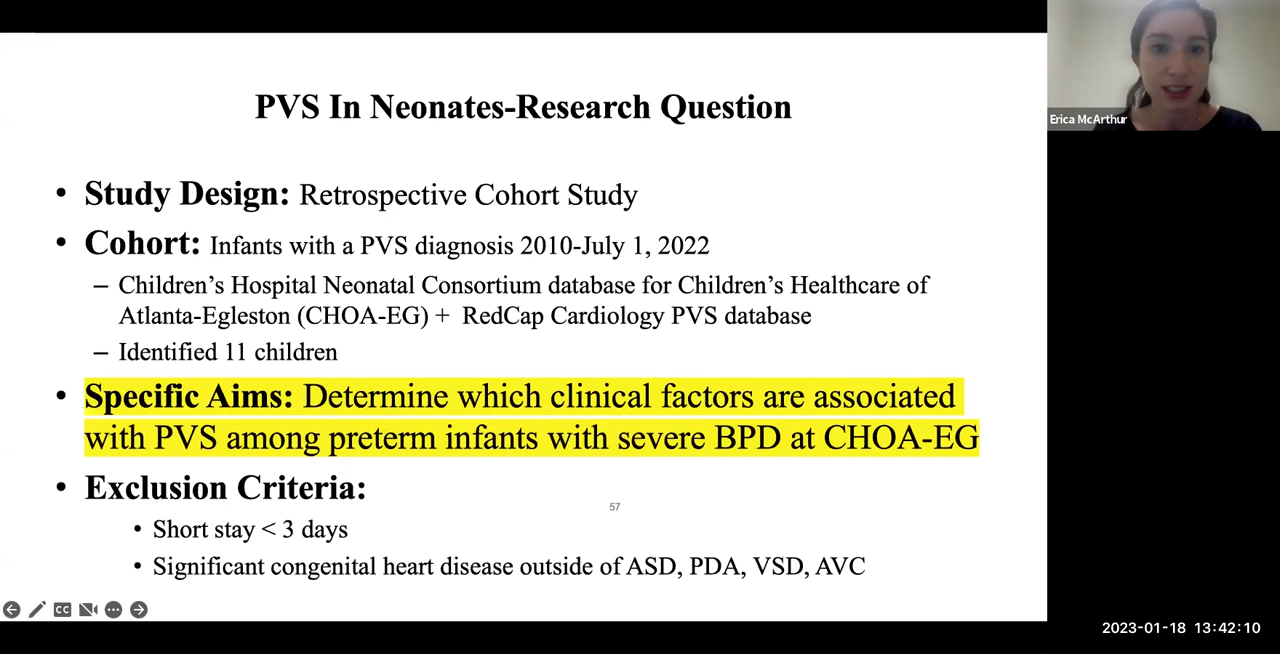 PVS In Neonates-Research Question
• Study Design: Retrospective Cohort Study
• Cohort: Infants with a PVS diagnosis 2010-July 1, 2022
– Children’s Hospital Neonatal Consortium database for Children’s Healthcare of
Atlanta-Egleston (CHOA-EG) + RedCap Cardiology PVS database
– Identified 11 children
• Specific Aims: Determine which clinical factors are associated
with PVS among preterm infants with severe BPD at CHOA-EG
• Exclusion Criteria:
57
• Short stay < 3 days
• Significant congenital heart disease outside of ASD, PDA, VSD, AVC
CC
Erica McArthur
2023-01-18 13:42:10